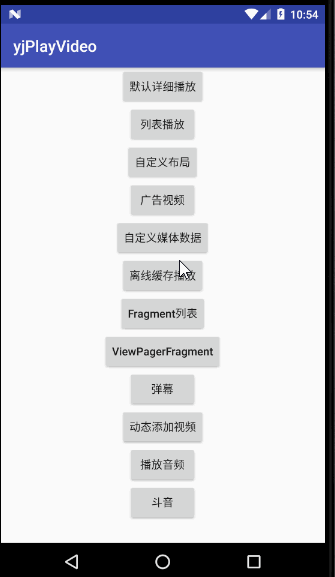 10:54
yjPlayVideo
默认详细播放
列表播放
自定义布局
广告视频
自定义媒体数据
离线缓存播放
Fragment列表
ViewPagerFragment
弹幕
动态添加视频
播放音频
斗音